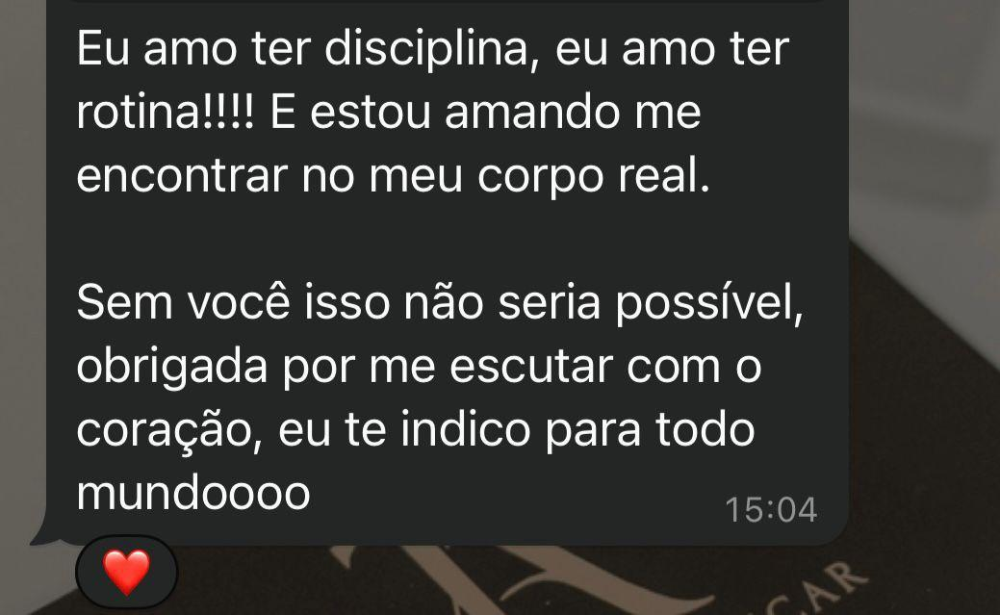 Eu amo ter disciplina, eu amo ter
rotina!!!! E estou amando me
encontrar no meu corpo real.
Sem você isso não seria possível,
obrigada por me escutar com o
coração, eu te indico para todo
mundoooo
15:04